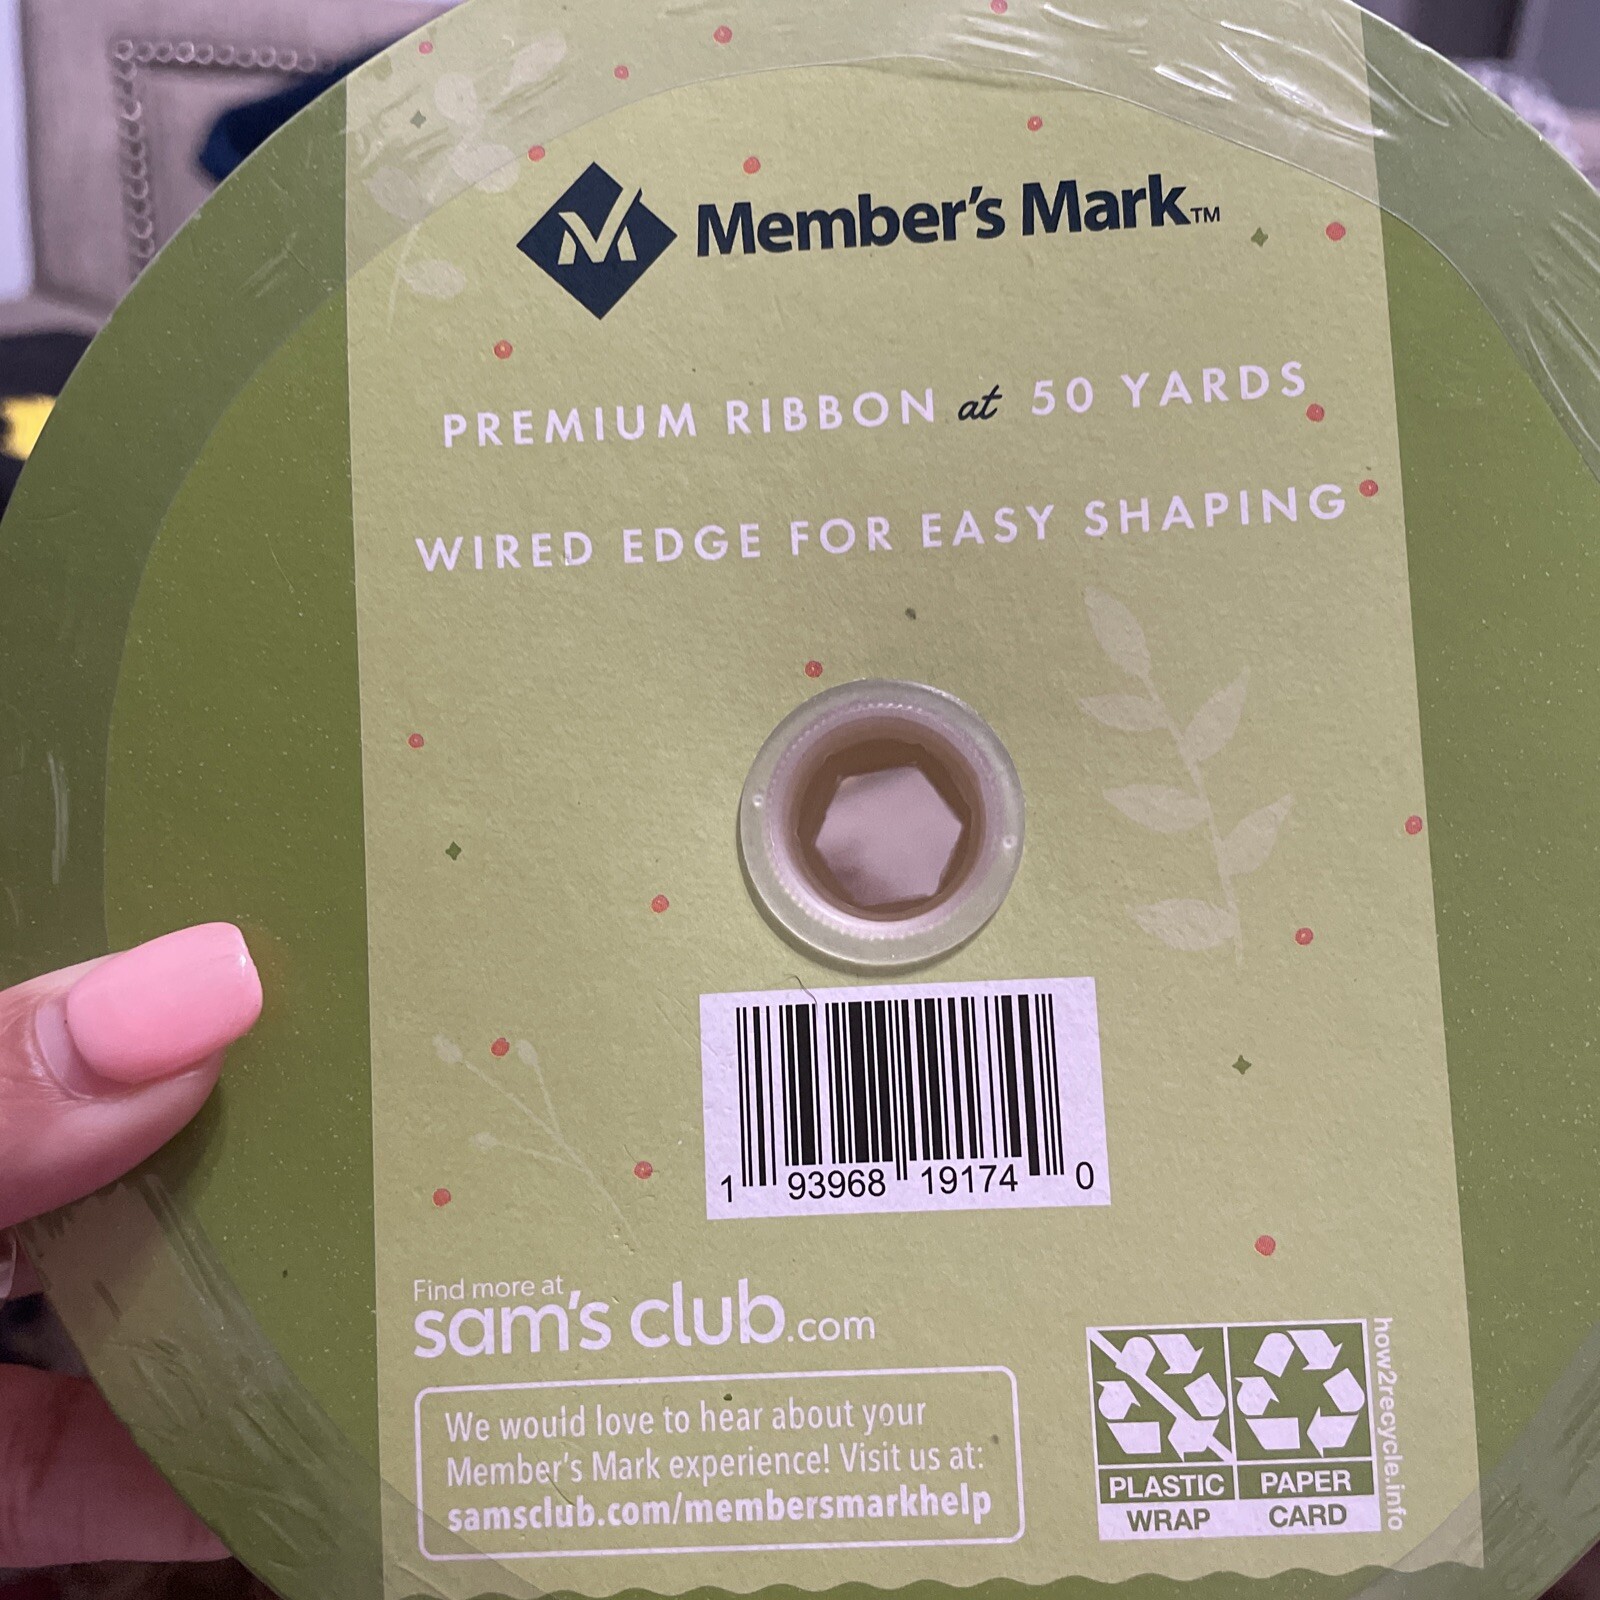 Member's Mark™
PREMIUM RIBBON at 50 YARDS
WIRED EDGE FOR EASY SHAPING
1 93968 19174 0
Find more at
sam's club.com
We would love to hear about your
Member's Mark experience! Visit us at:
samsclub.com/membersmarkhelp
PLASTIC PAPER
WRAP CARD
how2recycle.info